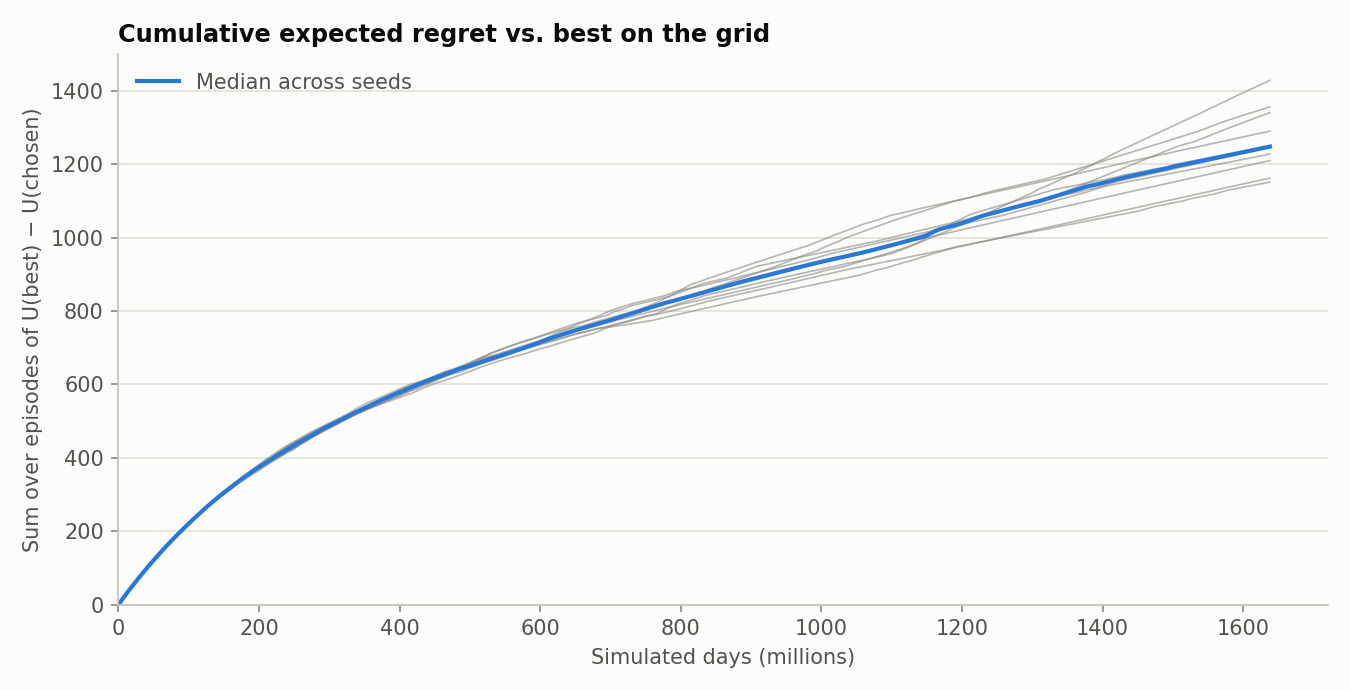 Cumulative expected regret vs. best on the grid
Median across seeds
Sum over episodes of U(best) − U(chosen)
1400
1200
1000
800
600
400
200
0
0 200 400 600 800 1000 1200 1400 1600
Simulated days (millions)